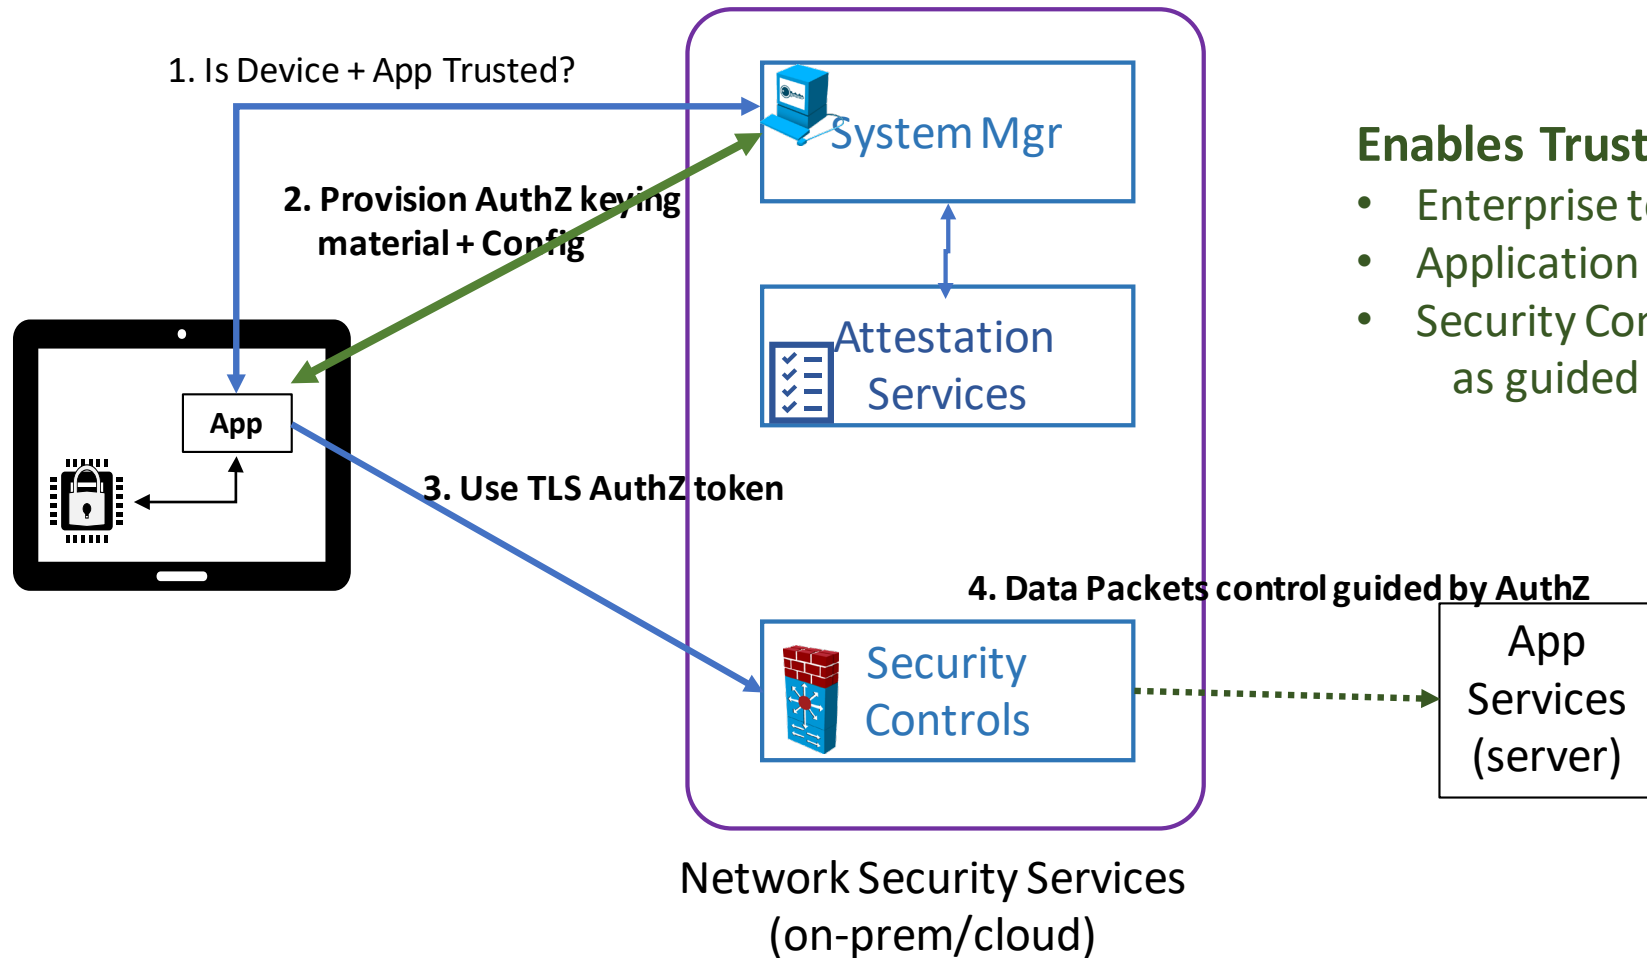 1. Is Device + App Trusted?
System Mgr
2. Provision AuthZ keying
material + Config
Enables Trust
• Enterprise
• Application
• Security
as guided
Attestation
Services
App
3. Use TLS AuthZ token
4. Data Packets control guided by AuthZ
Security
Controls
App
Services
(server)
Network Security Services
(on-prem/cloud)